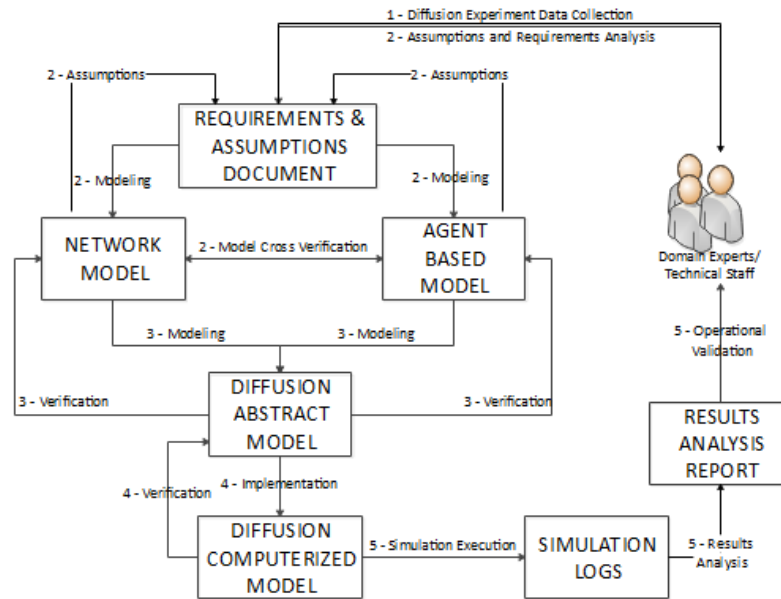 1 - Diffusion Experiment Data Collection
2 - Assumptions and Requirements Analysis
2 - Assumptions
2 - Assumptions
REQUIREMENTS &
ASSUMPTIONS
DOCUMENT
2 - Modeling
2 - Modeling
NETWORK
MODEL
2 - Model Cross Verification
AGENT
BASED
MODEL
Domain Experts/
Technical Staff
3 - Modeling
3 - Modeling
5 - Operational
Validation
3 - Verification
DIFFUSION
ABSTRACT
MODEL
3 - Verification
RESULTS
ANALYSIS
REPORT
4 - Verification
4 - Implementation
DIFFUSION
COMPUTERIZED
MODEL
5 - Simulation Execution
SIMULATION
LOGS
5 - Results
Analysis